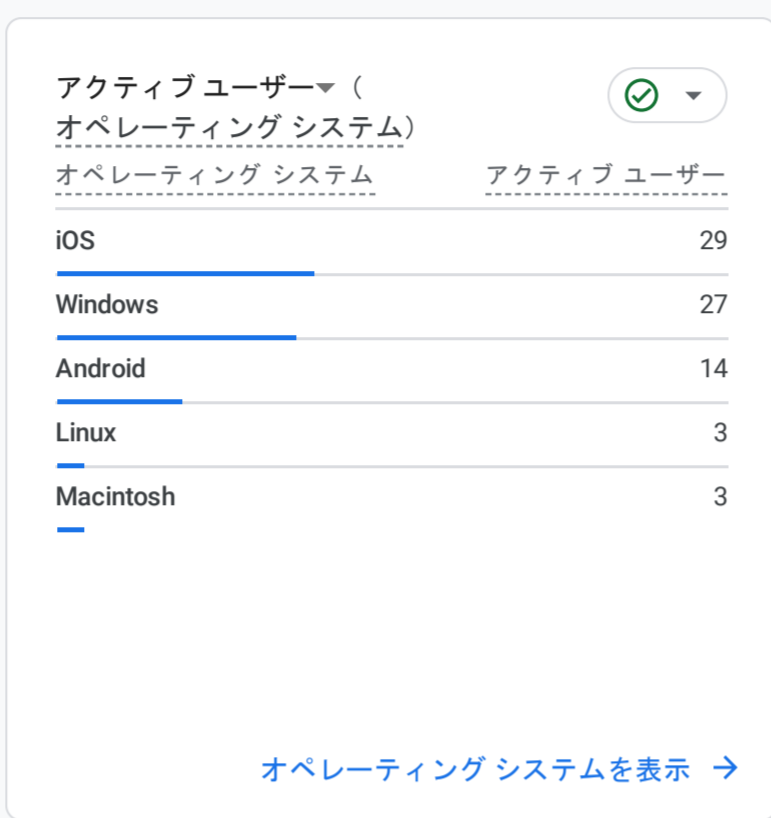 アクティブ ユーザー（
オペレーティング システム）
オペレーティング システム アクティブ ユーザー
iOS 29
Windows 27
Android 14
Linux 3
Macintosh 3
オペレーティング システムを表示 →